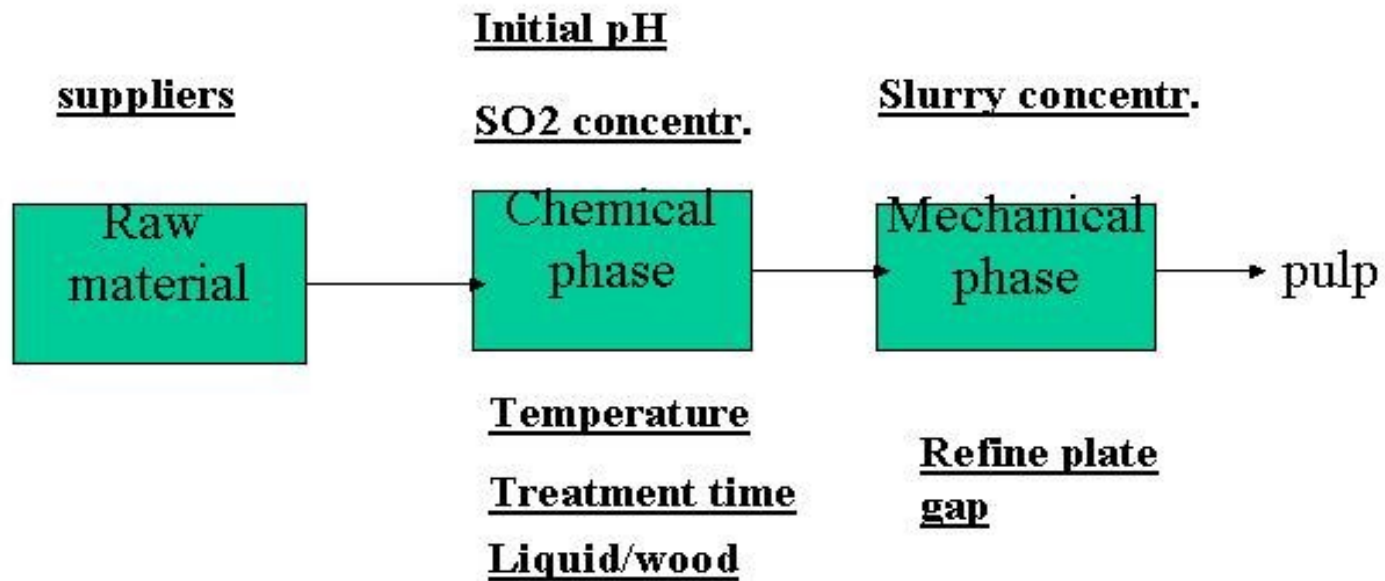 suppliers
Raw
material
Initial pH
SO2 concentr.
Chemical
phase
Temperature
Treatment time
Liquid/wood
Slurry concentr.
Mechanical
phase
Refine plate
gap
pulp